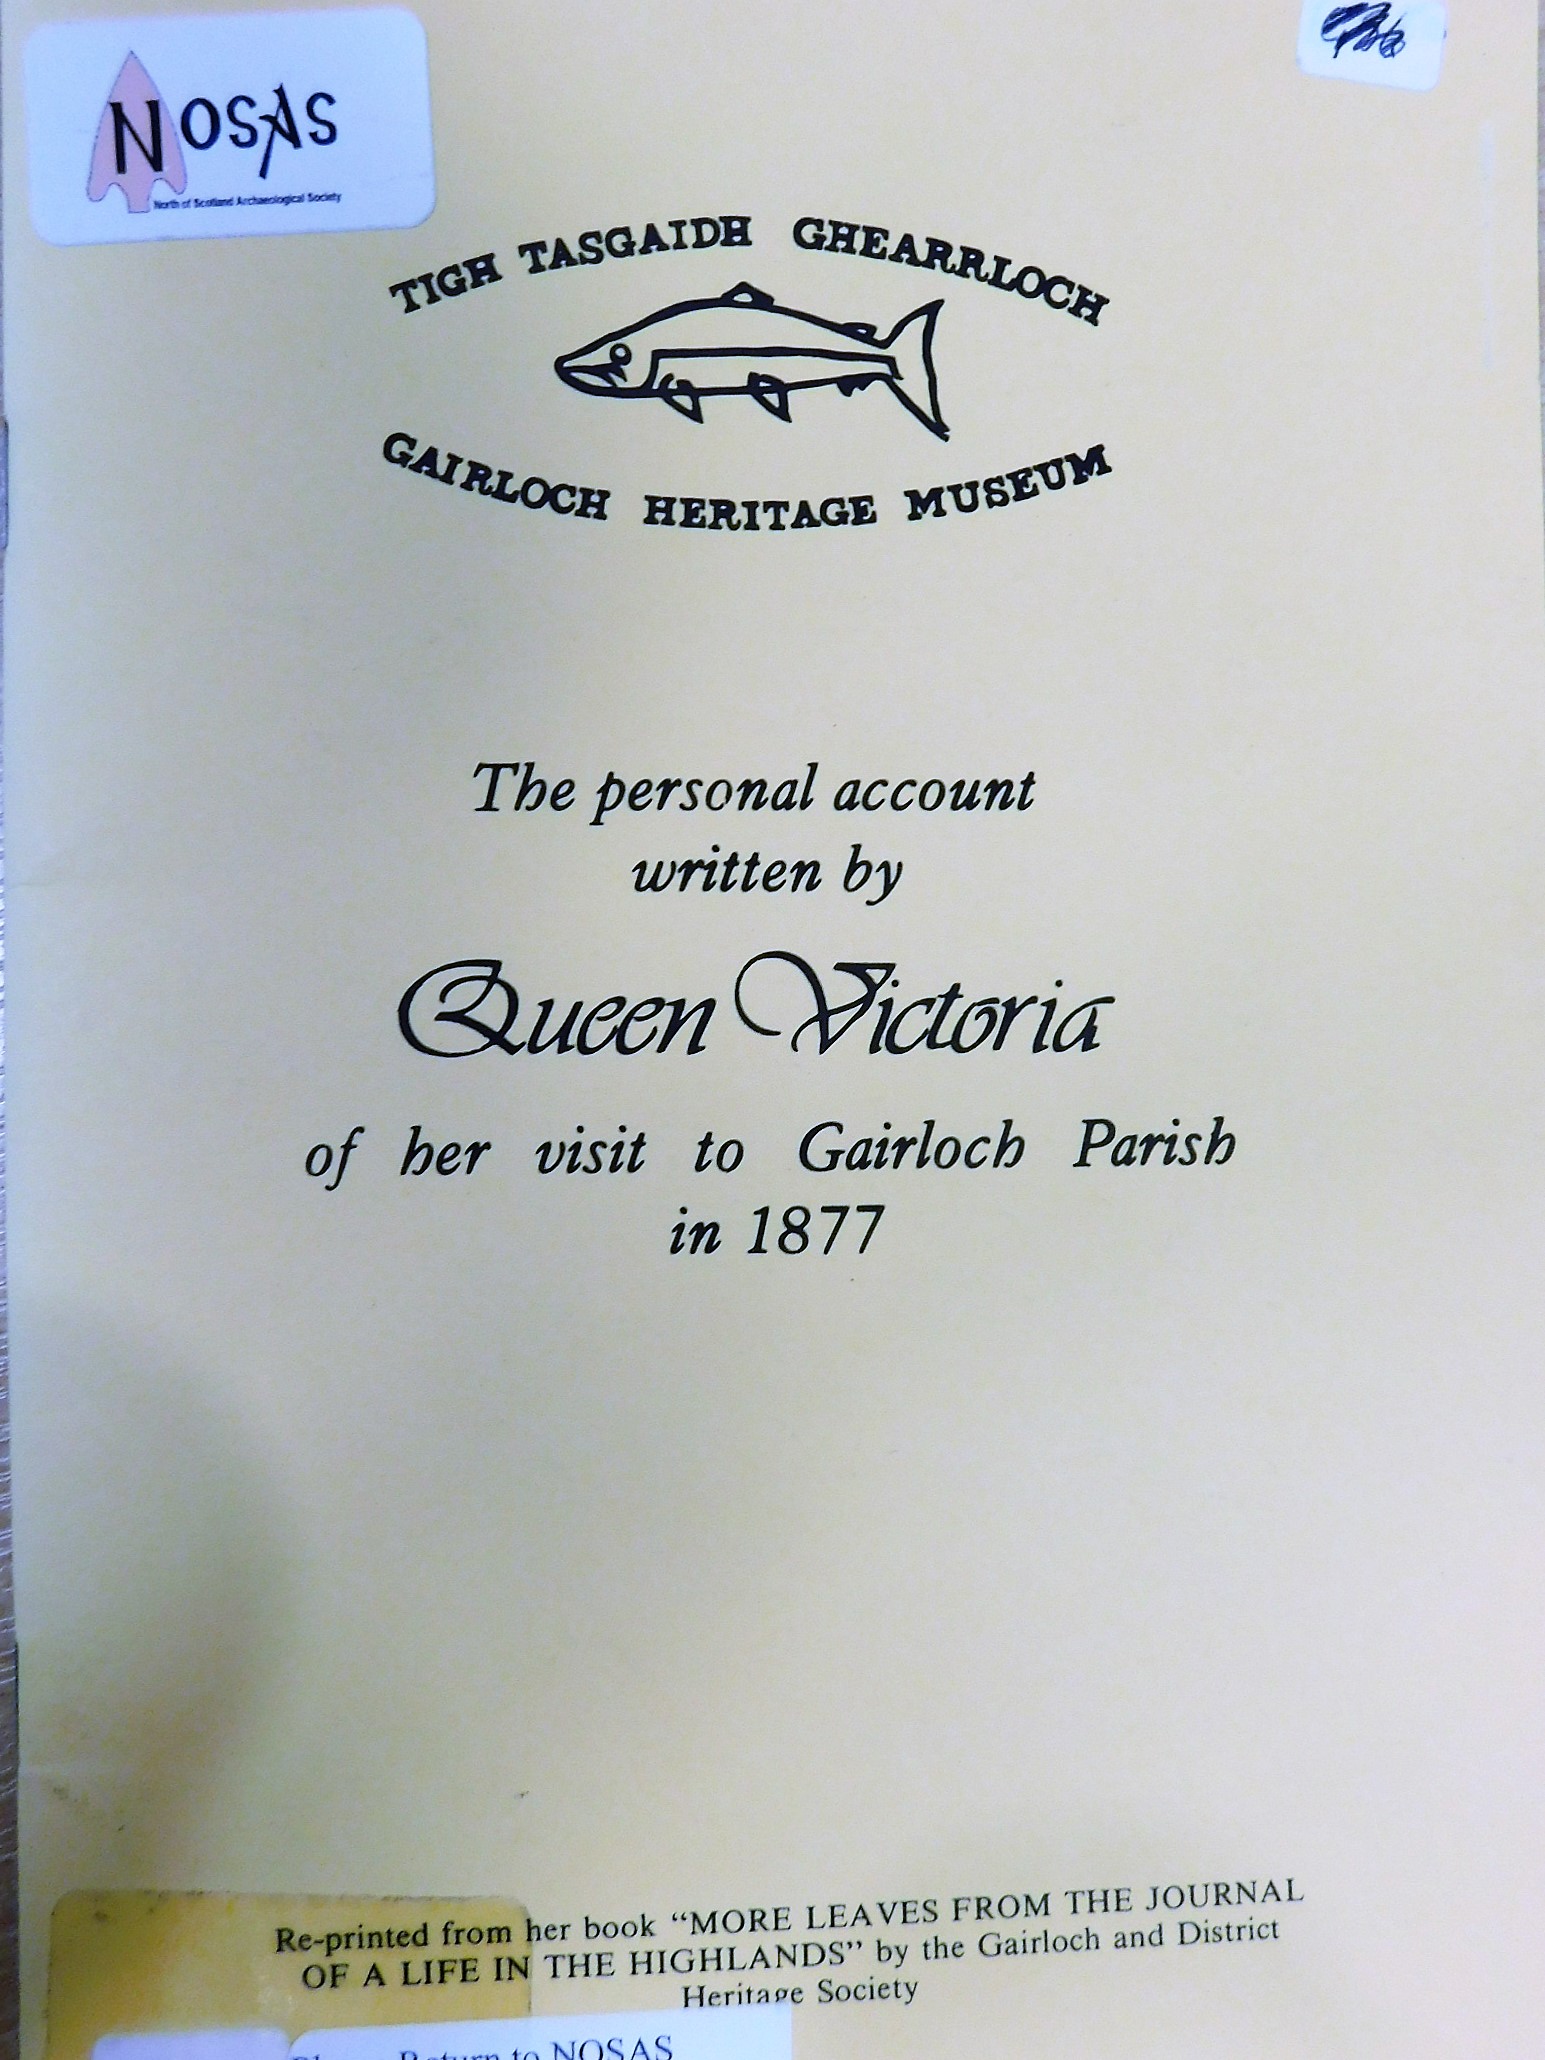 NOSAS
North of Scotland Archaeological Society
TIGH TASGAIDH GHEARRLOCH
GAIRLOCH HERITAGE MUSEUM
The personal account
written by
Queen Victoria
of her visit to Gairloch Parish
in 1877
Re-printed from her book “MORE LEAVES FROM THE JOURNAL
OF A LIFE IN THE HIGHLANDS” by the Gairloch and District
Heritage Society
Return to NOSAS